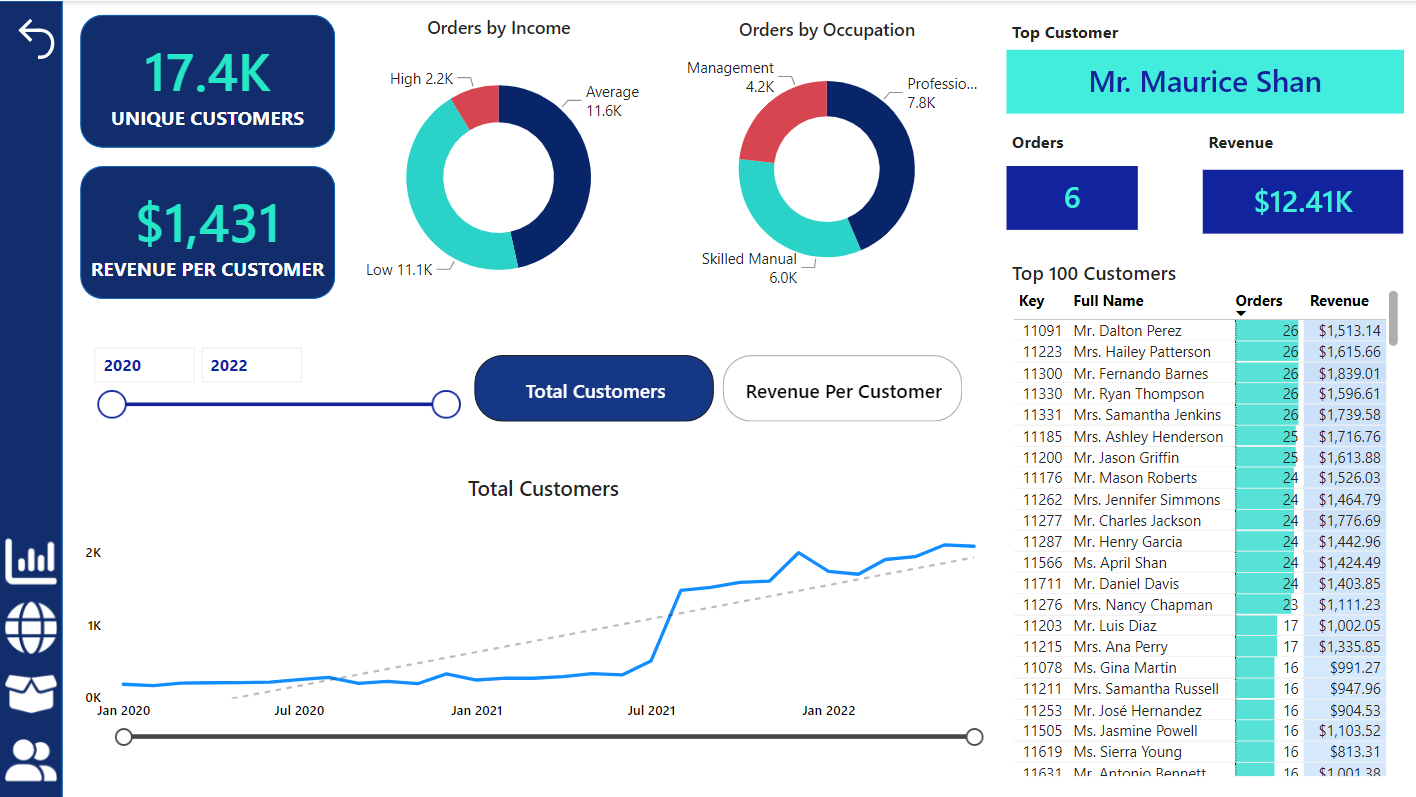 17.4K
UNIQUE CUSTOMERS
$1,431
REVENUE PER CUSTOMER
Orders by Income
High 2.2K
Average
11.6K
Low 11.1K
Orders by Occupation
Management
4.2K
Professio...
7.8K
Skilled Manual
6.0K
Top Customer
Mr. Maurice Shan
Orders
Revenue
6
$12.41K
2020
2022
Total Customers
Revenue Per Customer
Total Customers
2K
1K
0K
Jan 2020
Jul 2020
Jan 2021
Jul 2021
Jan 2022
Top 100 Customers
Key Full Name Orders Revenue
11091 Mr. Dalton Perez 26 $1,513.14
11223 Mrs. Hailey Patterson 26 $1,615.66
11300 Mr. Fernando Barnes 26 $1,839.01
11330 Mr. Ryan Thompson 26 $1,596.61
11331 Mrs. Samantha Jenkins 26 $1,739.58
11185 Mrs. Ashley Henderson 25 $1,716.76
11200 Mr. Jason Griffin 25 $1,613.88
11176 Mr. Mason Roberts 24 $1,526.03
11262 Mrs. Jennifer Simmons 24 $1,464.79
11277 Mr. Charles Jackson 24 $1,776.69
11287 Mr. Henry Garcia 24 $1,442.96
11566 Ms. April Shan 24 $1,424.49
11711 Mr. Daniel Davis 24 $1,403.85
11276 Mrs. Nancy Chapman 23 $1,111.23
11203 Mr. Luis Diaz 17 $1,002.05
11215 Mrs. Ana Perry 17 $1,335.85
11078 Ms. Gina Martin 16 $991.27
11211 Mrs. Samantha Russell 16 $947.96
11253 Mr. José Hernandez 16 $904.53
11505 Ms. Jasmine Powell 16 $1,103.52
11619 Ms. Sierra Young 16 $813.31
11631 Mr. Antonio Bennett 16 $1,001.38